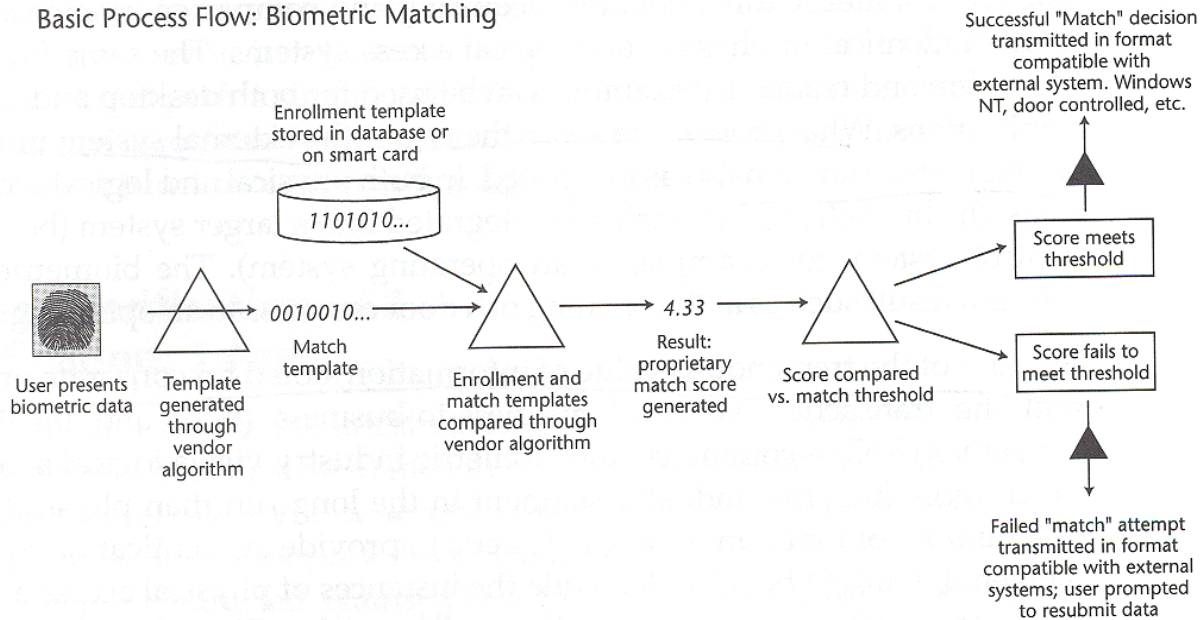 Basic Process Flow: Biometric Matching
Successful "Match" decision
transmitted in format
compatible with
external system. Windows
NT, door controlled, etc.
Enrollment template
stored in database or
on smart card
1101010...
Score meets
threshold
0010010...
4.33
Match
template
Result:
proprietary
match score
generated
Score fails to
meet threshold
User presents
biometric data
Template
generated
through
vendor
algorithm
Enrollment and
match templates
compared through
vendor algorithm
Score compared
vs. match threshold
Failed "match" attempt
transmitted in format
compatible with external
systems; user prompted
to resubmit data